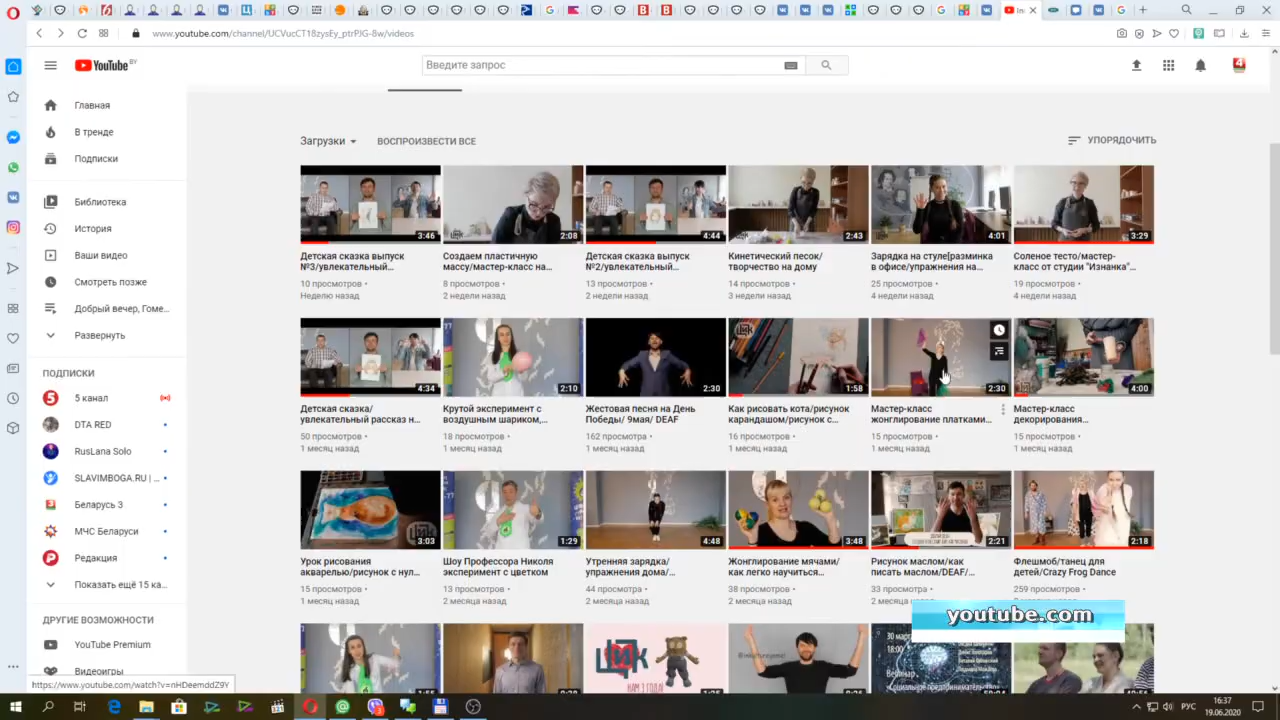 www.youtube.com/channel/UCVucCT18zysEy_ptrPJG-8w/videos
YouTube BY
Введите запрос
Главная
В тренде
Подписки
Библиотека
История
Ваши видео
Смотреть позже
Добрый вечер, Гоме...
Развернуть
ПОДПИСКИ
5 канал
DTA RED
RusLana Solo
SLAVIMBOGA.RU | ...
Беларусь 3
МЧС Беларуси
Редакция
Показать ещё 15 ка...
ДРУГИЕ ВОЗМОЖНОСТИ
YouTube Premium
Видеоигры
https://www.youtube.com/watch?v=nHDeemddZ9Y
Загрузки
ВОСПРОИЗВЕСТИ ВСЕ
УПОРЯДОЧИТЬ
3:46
2:08
4:44
2:43
4:01
3:29
Детская сказка выпуск
№3/увлекательный...
10 просмотров •
Неделю назад
Создаем пластичную
массу/мастер-класс на...
8 просмотров •
2 недели назад
Детская сказка выпуск
№2/увлекательный...
13 просмотров •
2 недели назад
Кинетический песок/
творчество на дому
14 просмотров •
3 недели назад
Зарядка на стуле[разминка
в офисе/упражнения на...
25 просмотров •
4 недели назад
Соленое тесто/мастер-
класс от студии "Изнанка"...
19 просмотров •
4 недели назад
4:34
2:10
2:30
1:58
2:30
4:00
Детская сказка/
увлекательный рассказ н...
50 просмотров •
1 месяц назад
Крутой эксперимент с
воздушным шариком,...
18 просмотров •
1 месяц назад
Жестовая песня на День
Победы/ 9мая/ DEAF
162 просмотра •
1 месяц назад
Как рисовать кота/рисунок
карандашом/рисунок с...
16 просмотров •
1 месяц назад
Мастер-класс
жонглирование платками...
15 просмотров •
1 месяц назад
Мастер-класс
декорирования...
15 просмотров •
1 месяц назад
3:03
1:29
4:48
3:48
2:21
2:18
Урок рисования
акварелью/рисунок с нул...
15 просмотров •
1 месяц назад
Шоу Профессора Николя
эксперимент с цветком
13 просмотров •
2 месяца назад
Утренняя зарядка/
упражнения дома/...
44 просмотра •
2 месяца назад
Жонглирование мячами/
как легко научиться...
38 просмотров •
2 месяца назад
Рисунок маслом/как
писать маслом/DEAF/...
33 просмотра •
2 месяца назад
Флешмоб/танец для
детей/Crazy Frog Dance
259 просмотров •
youtube.com
ЦМК
НАМ 3 ГОДА!
30 март
18:00
Вебинар
«Социальное предпринимательство
РУС
16:37
19.06.2020